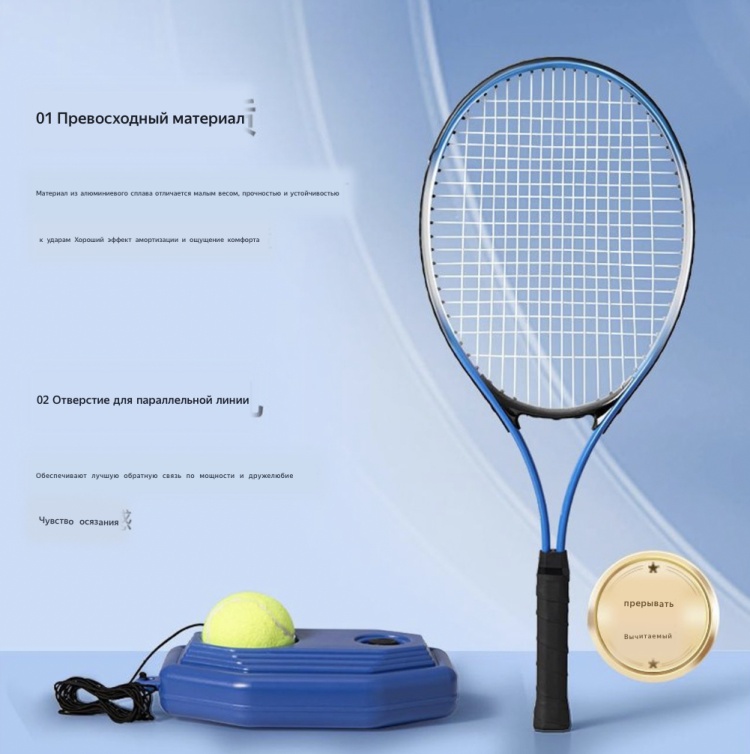 01 Превосходный материал
Материал из алюминиевого сплава отличается малым весом, прочностью и устойчивостью
к ударам Хороший эффект амортизации и ощущение комфорта
02 Отверстие для параллельной линии
Обеспечивают лучшую обратную связь по мощности и дружелюбие
Чувство осязания
прерывать
Вычитаемый